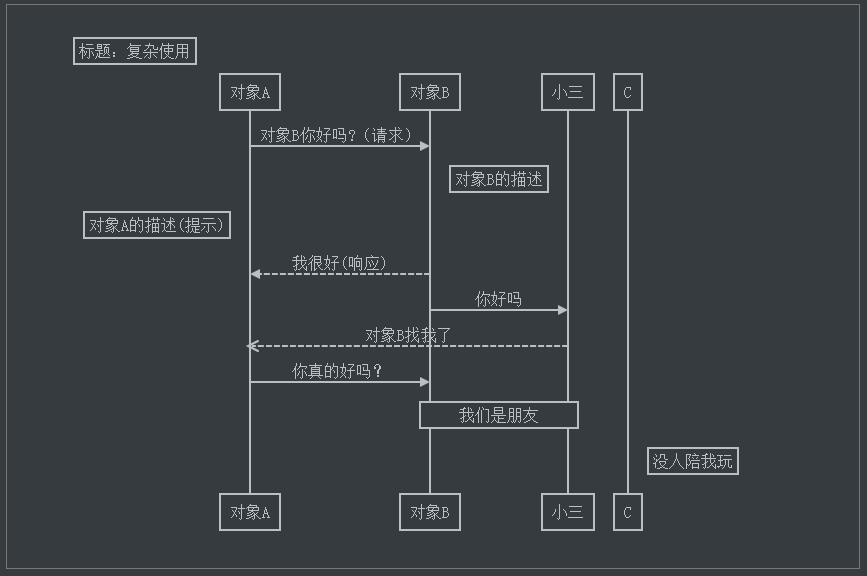 标题：复杂使用
对象A
对象B
小三
C
对象B你好吗?（请求）
对象B的描述
对象A的描述(提示)
我很好(响应)
你好吗
对象B找我了
你真的好吗？
我们是朋友
没人陪我玩
对象A
对象B
小三
C